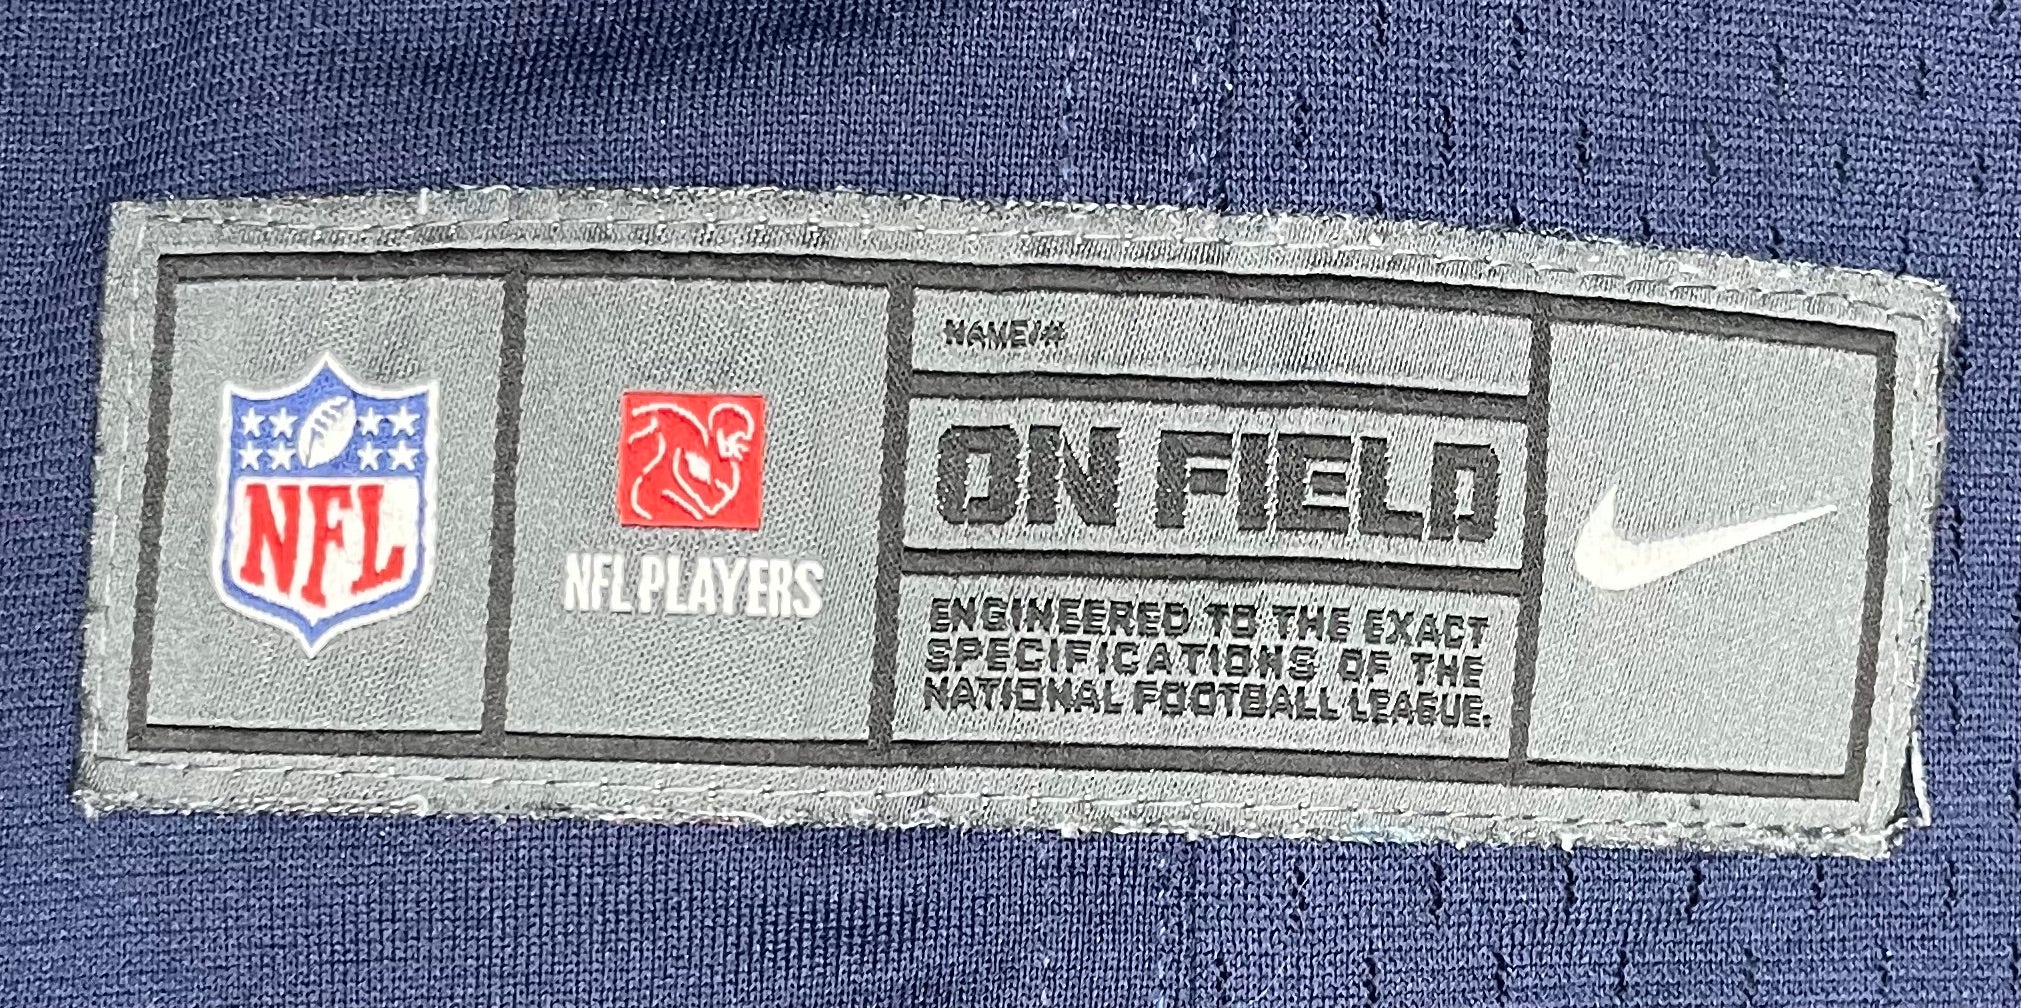 NFL
NFL PLAYERS
NAME/#
ON FIELD
ENGINEERED TO THE EXACT
SPECIFICATIONS OF THE
NATIONAL FOOTBALL LEAGUE.